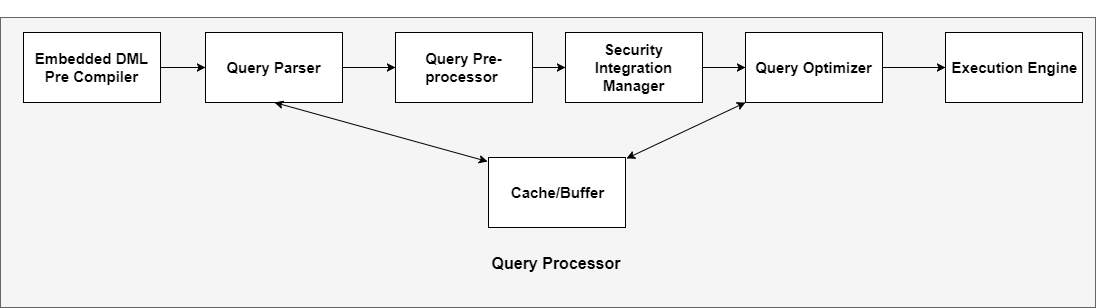 Embedded DML
Pre Compiler
Query Parser
Query Pre-
processor
Security
Integration
Manager
Query Optimizer
Execution Engine
Cache/Buffer
Query Processor